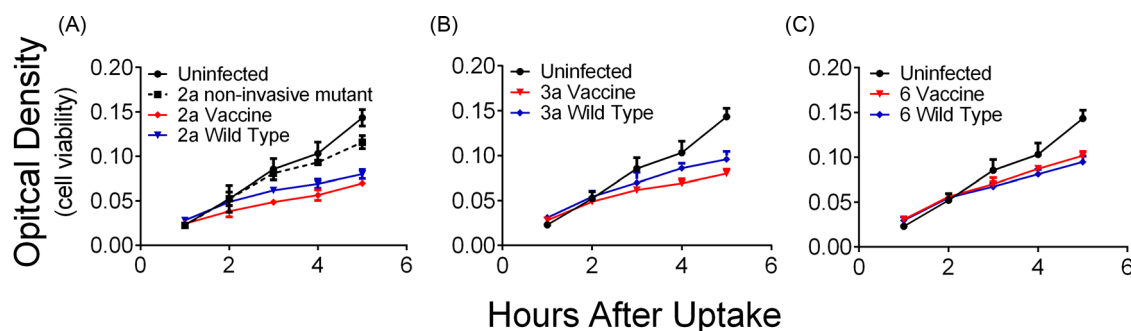 (A)
(B)
(C)
Opitcal Density
(cell viability)
0.20
0.15
0.10
0.05
0.00
Uninfected
2a non-invasive mutant
2a Vaccine
2a Wild Type
0
2
4
6
0.20
0.15
0.10
0.05
0.00
Uninfected
3a Vaccine
3a Wild Type
0
2
4
6
0.20
0.15
0.10
0.05
0.00
Uninfected
6 Vaccine
6 Wild Type
0
2
4
6
Hours After Uptake